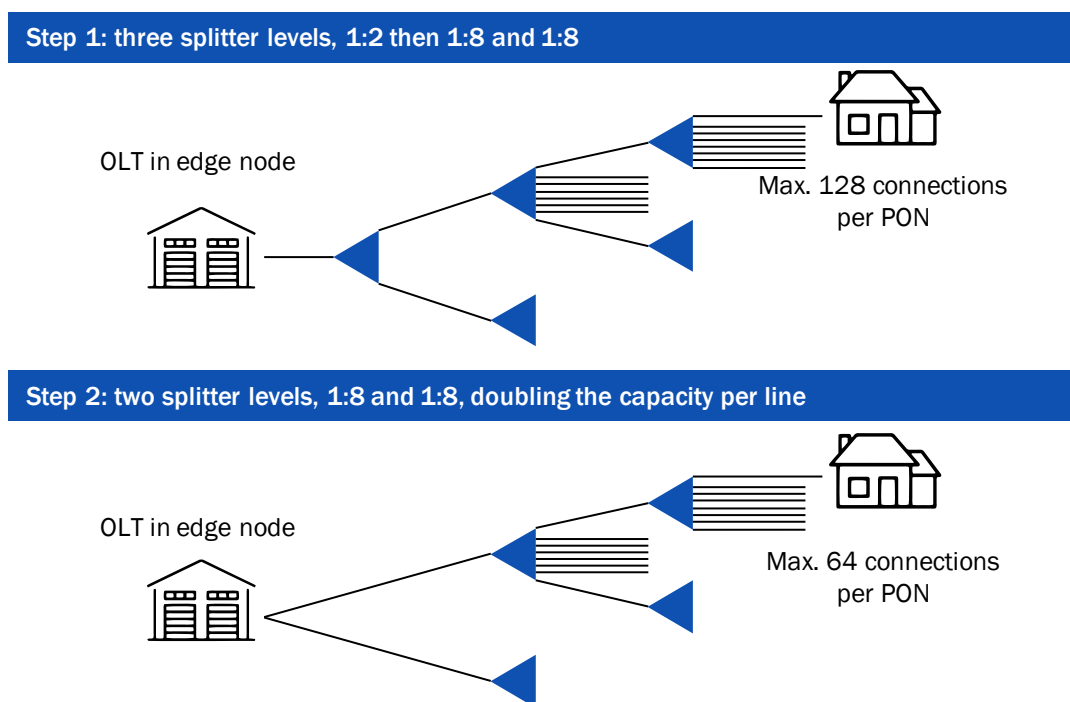 Step 1: three splitter levels, 1:2 then 1:8 and 1:8
OLT in edge node
Max. 128 connections
per PON
Step 2: two splitter levels, 1:8 and 1:8, doubling the capacity per line
OLT in edge node
Max. 64 connections
per PON